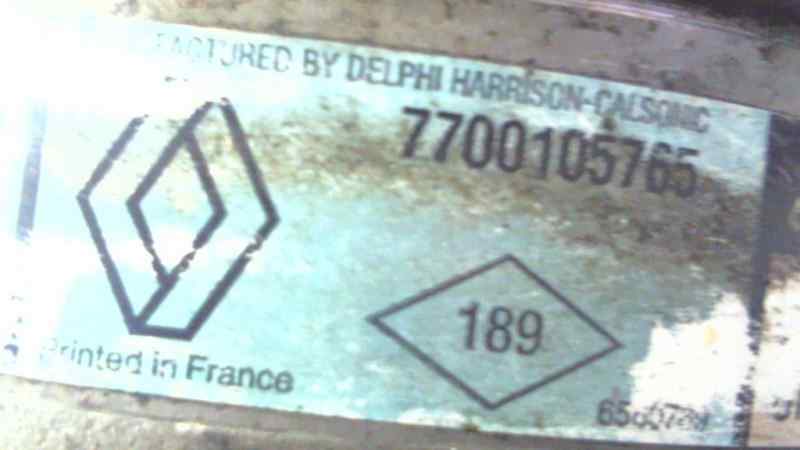 FACTURED BY DELPHI HARRISON-CALSONIC
7700105765
189
Printed in France